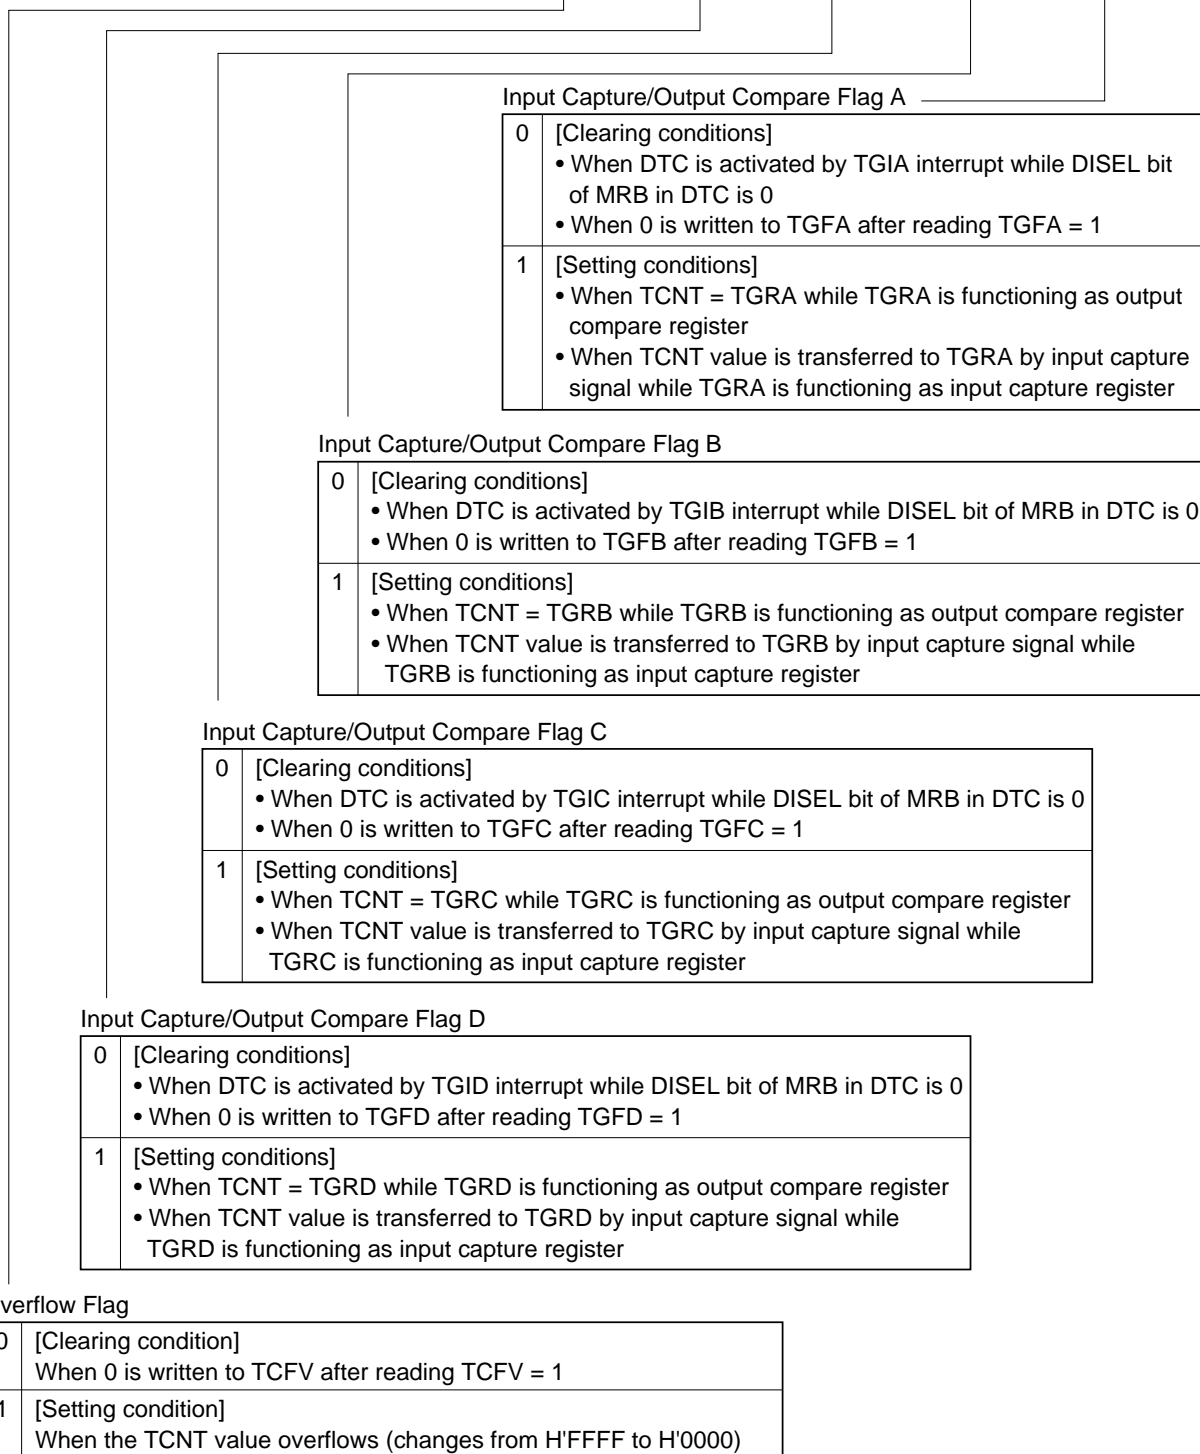 Input Capture/Output Compare Flag A
0 [Clearing conditions]
• When DTC is activated by TGIA interrupt while DISEL bit
of MRB in DTC is 0
• When 0 is written to TGFA after reading TGFA = 1
1 [Setting conditions]
• When TCNT = TGRA while TGRA is functioning as output
compare register
• When TCNT value is transferred to TGRA by input capture
signal while TGRA is functioning as input capture register
Input Capture/Output Compare Flag B
0 [Clearing conditions]
• When DTC is activated by TGIB interrupt while DISEL bit of MRB in DTC is 0
• When 0 is written to TGFB after reading TGFB = 1
1 [Setting conditions]
• When TCNT = TGRB while TGRB is functioning as output compare register
• When TCNT value is transferred to TGRB by input capture signal while
TGRB is functioning as input capture register
Input Capture/Output Compare Flag C
0 [Clearing conditions]
• When DTC is activated by TGIC interrupt while DISEL bit of MRB in DTC is 0
• When 0 is written to TGFC after reading TGFC = 1
1 [Setting conditions]
• When TCNT = TGRC while TGRC is functioning as output compare register
• When TCNT value is transferred to TGRC by input capture signal while
TGRC is functioning as input capture register
Input Capture/Output Compare Flag D
0 [Clearing conditions]
• When DTC is activated by TGID interrupt while DISEL bit of MRB in DTC is 0
• When 0 is written to TGFD after reading TGFD = 1
1 [Setting conditions]
• When TCNT = TGRD while TGRD is functioning as output compare register
• When TCNT value is transferred to TGRD by input capture signal while
TGRD is functioning as input capture register
verflow Flag
0 [Clearing condition]
When 0 is written to TCFV after reading TCFV = 1
1 [Setting condition]
When the TCNT value overflows (changes from H'FFFF to H'0000)